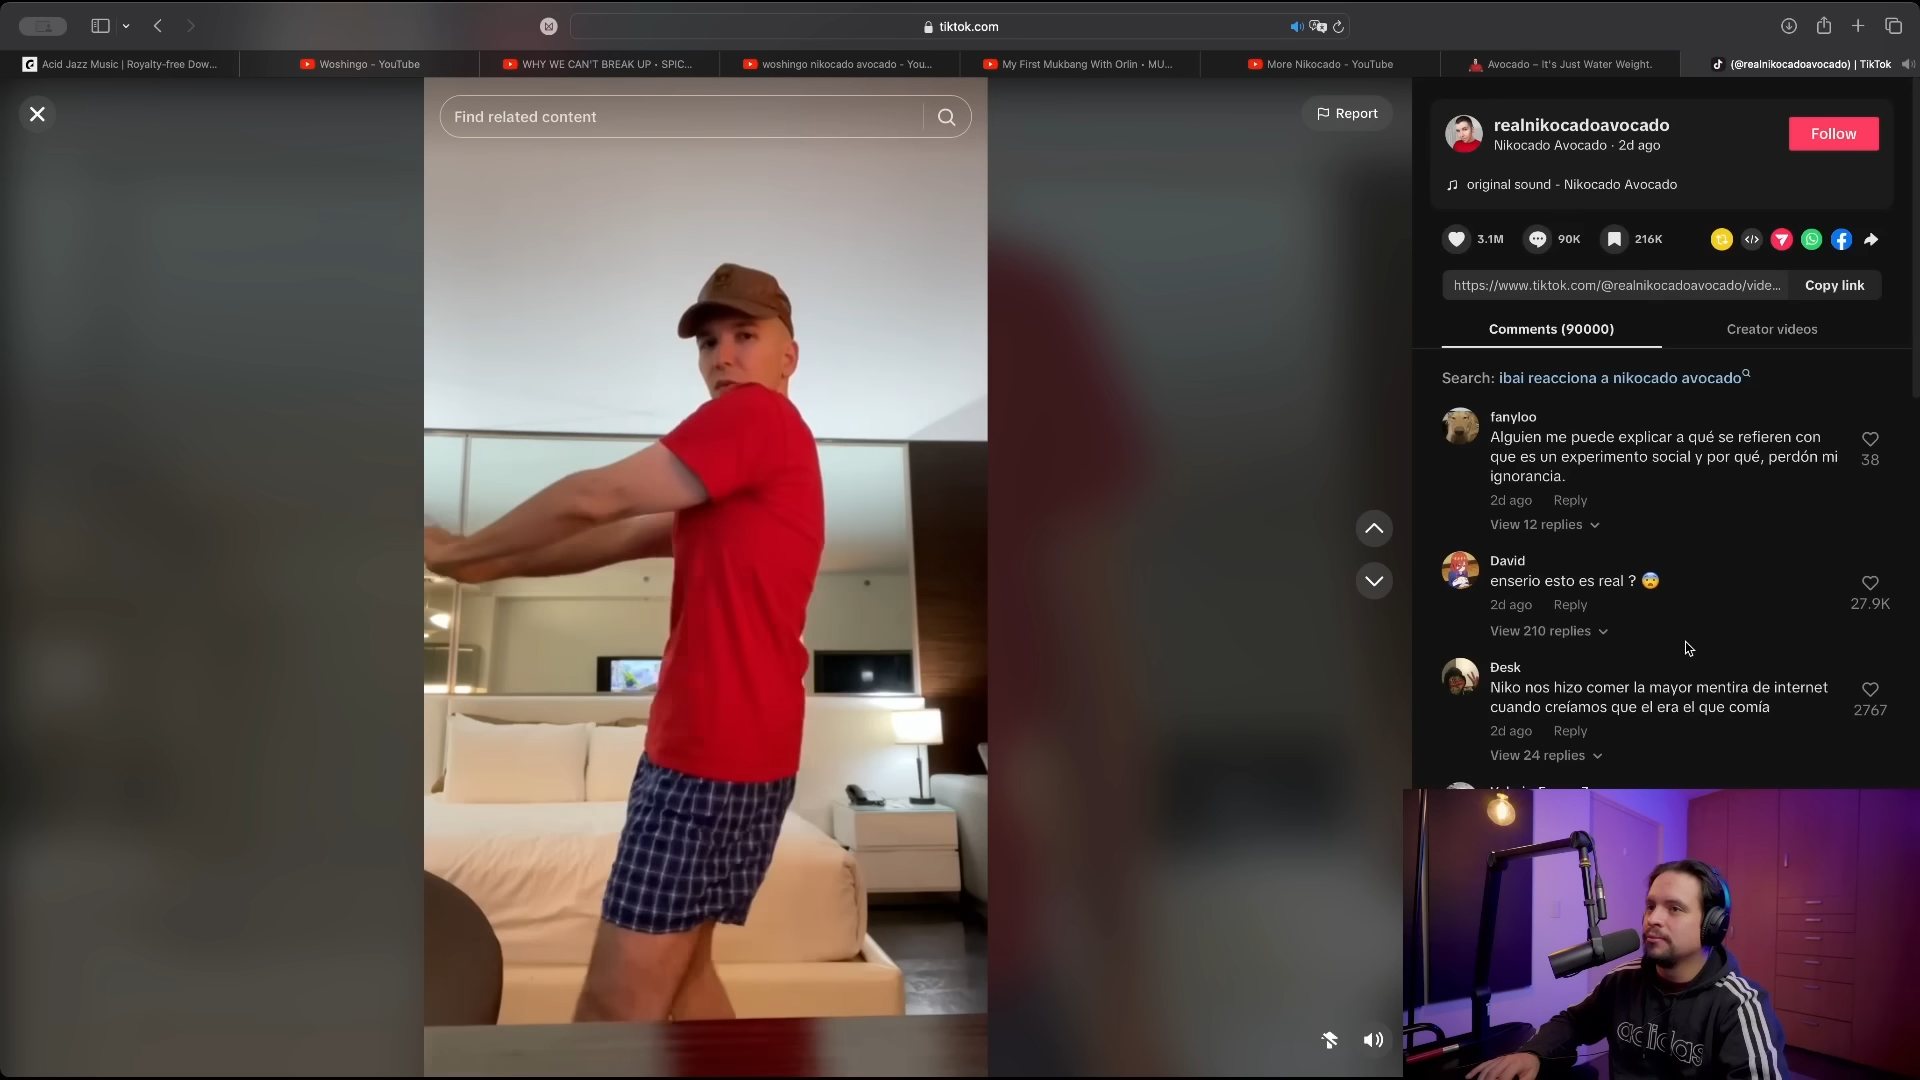 tiktok.com
Acid Jazz Music | Royalty-free Dow...
Woshingo - YouTube
WHY WE CAN'T BREAK UP • SPIC...
woshingo nikocado avocado - You...
My First Mukbang With Orlin • MU...
More Nikocado - YouTube
Avocado – It's Just Water Weight.
(@realnikocadoavocado) | TikTok
Find related content
Report
realnikocadoavocado
Nikocado Avocado · 2d ago
Follow
original sound - Nikocado Avocado
3.1M
90K
216K
https://www.tiktok.com/@realnikocadoavocado/vide...
Copy link
Comments (90000)
Creator videos
Search: ibai reacciona a nikocado avocado
fanyloo
Alguien me puede explicar a qué se refieren con
que es un experimento social y por qué, perdón mi
ignorancia.
38
2d ago Reply
View 12 replies
David
enserio esto es real ? 😨
27.9K
2d ago Reply
View 210 replies
Đesk
Niko nos hizo comer la mayor mentira de internet
cuando creíamos que el era el que comía
2767
2d ago Reply
View 24 replies
adidas